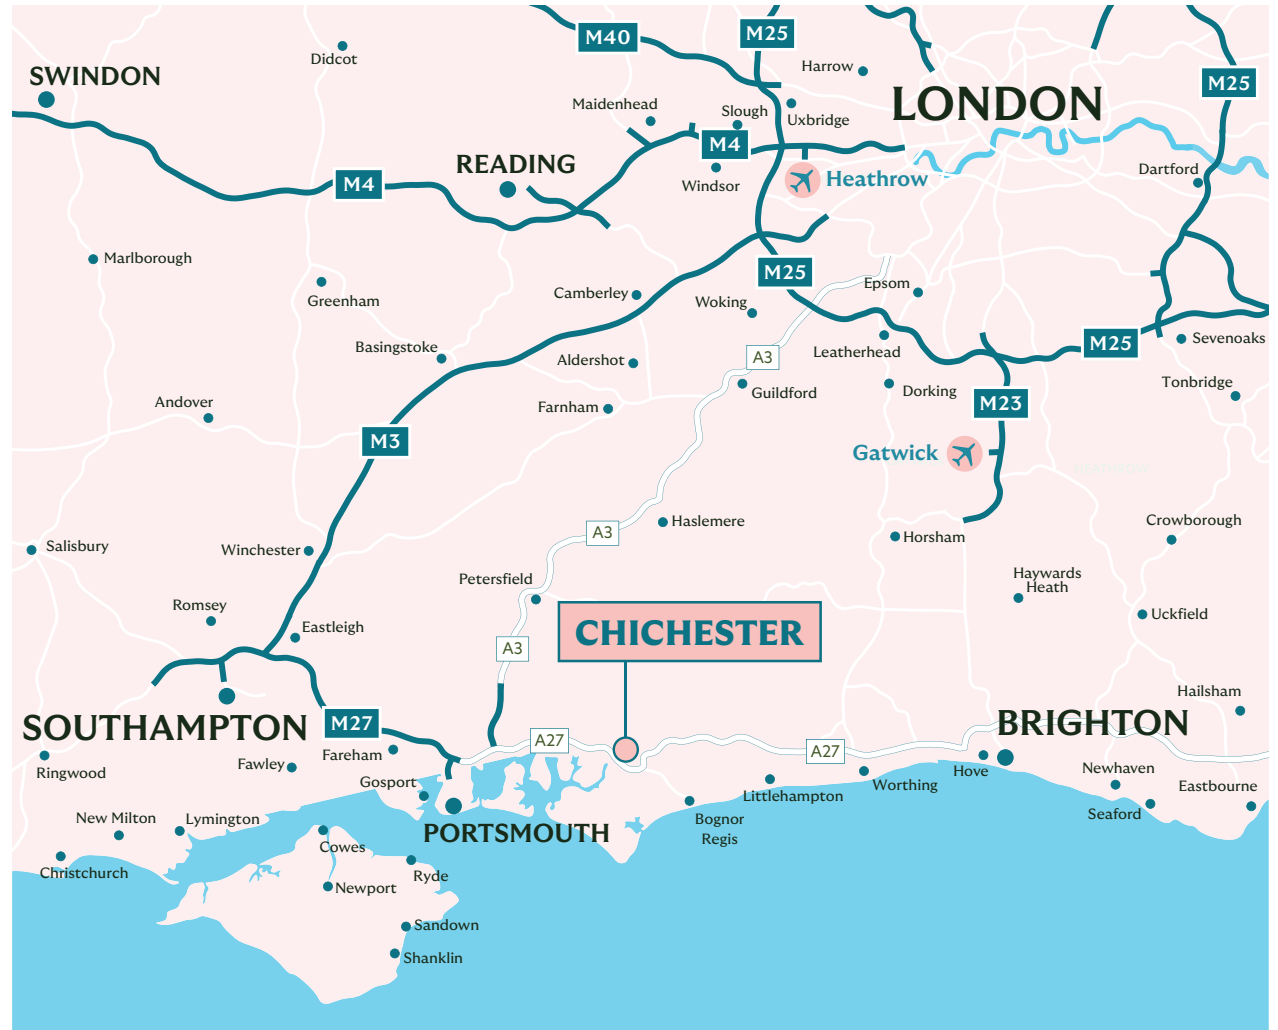 M40
M25
Didcot
Harrow
SWINDON
M25
LONDON
Maidenhead
Slough
Uxbridge
M4
READING
Dartford
M4
Windsor
Heathrow
Marlborough
M25
Epsom
Camberley
Greenham
Woking
Basingstoke
Aldershot
A3
Leatherhead
M25
Sevenoaks
Guildford
Dorking
Tonbridge
Andover
Farnham
M23
M3
Gatwick
HEATHROW
Haslemere
Crowborough
A3
Horsham
Salisbury
Winchester
Petersfield
Haywards
Heath
Romsey
Eastleigh
CHICHESTER
Uckfield
A3
Hailsham
SOUTHAMPTON
M27
BRIGHTON
A27
A27
Fareham
Ringwood
Fawley
Hove
Newhaven
Gosport
Littlehampton
Worthing
Eastbourne
Seaford
New Milton
Lymington
PORTSMOUTH
Bognor
Regis
Cowes
Christchurch
Ryde
Newport
Sandown
Shanklin